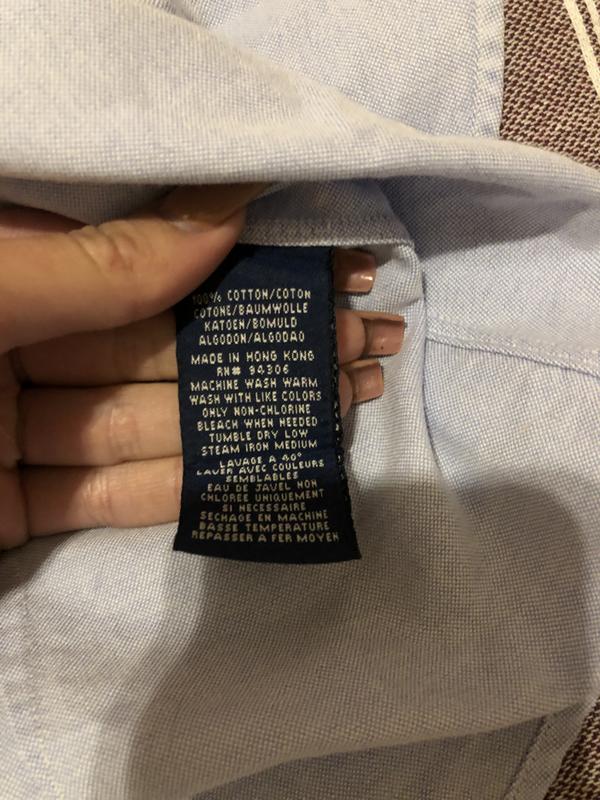 100% COTTON/COTON
COTONE/BAUMWOLLE
KATOEN/BOMULD
ALGODON/ALGODAO
MADE IN HONG KONG
RN# 94306
MACHINE WASH WARM
WASH WITH LIKE COLORS
ONLY NON-CHLORINE
BLEACH WHEN NEEDED
TUMBLE DRY LOW
STEAM IRON MEDIUM
LAVAGE A 40°
LAVER AVEC COULEURS
SEMBLABLES
EAU DE JAVEL NON
CHLOREE UNIQUEMENT
SI NECESSAIRE
SECHAGE EN MACHINE
BASSE TEMPERATURE
REPASSER A FER MOYEN